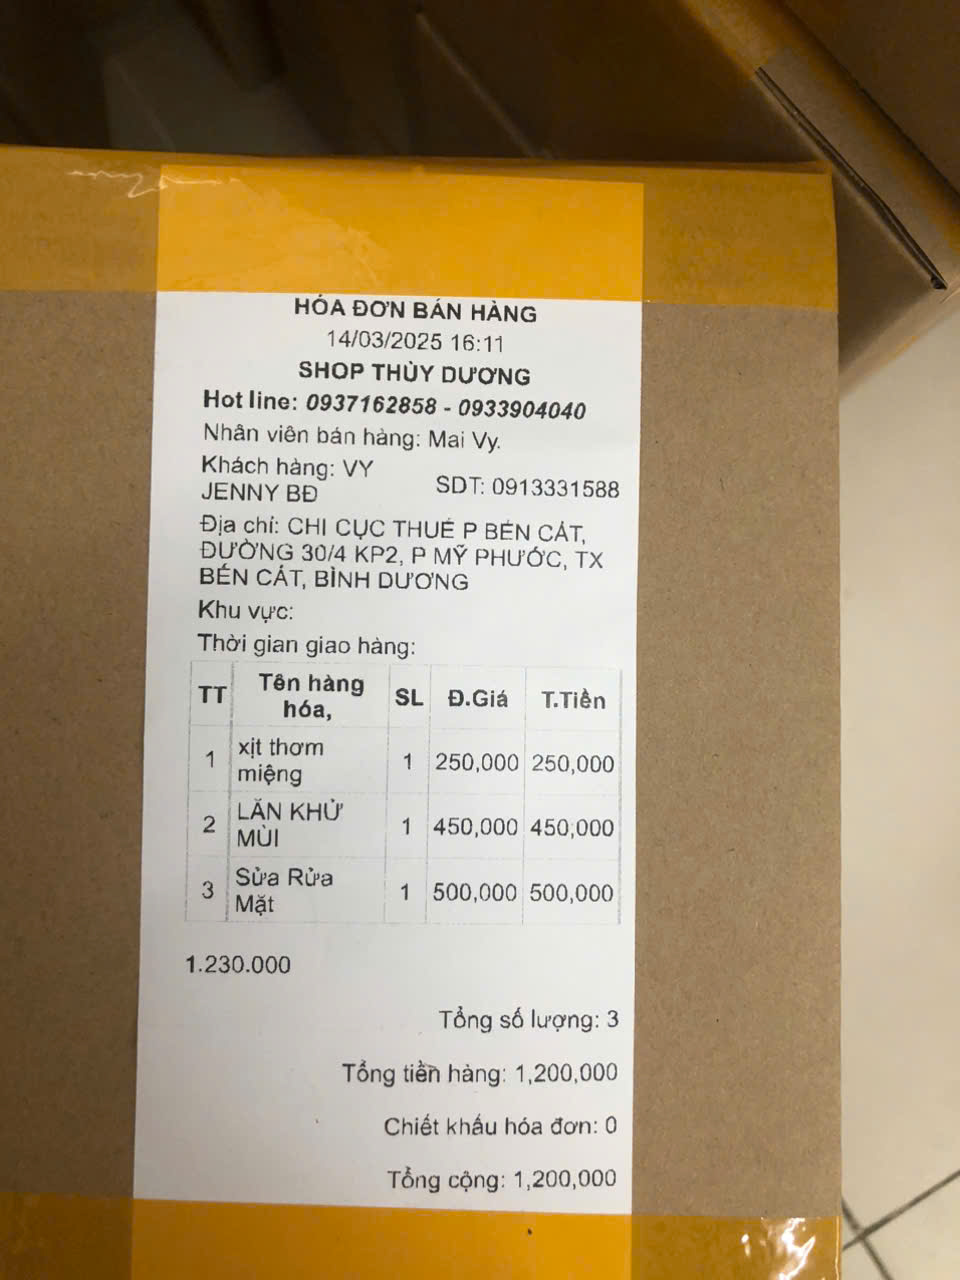 HÓA ĐƠN BÁN HÀNG
14/03/2025 16:11
SHOP THÙY DƯƠNG
Hot line: 0937162858 - 0933904040
Nhân viên bán hàng: Mai Vy.
Khách hàng: VY JENNY BĐ SDT: 0913331588
Địa chỉ: CHI CỤC THUẾ P BẾN CÁT,
ĐƯỜNG 30/4 KP2, P MỸ PHƯỚC, TX
BẾN CÁT, BÌNH DƯƠNG
Khu vực:
Thời gian giao hàng:
TT Tên hàng hóa, SL Đ.Giá T.Tiền
1 xịt thơm miệng 1 250,000 250,000
2 LĂN KHỬ MÙI 1 450,000 450,000
3 Sửa Rửa Mặt 1 500,000 500,000
1.230.000
Tổng số lượng: 3
Tổng tiền hàng: 1,200,000
Chiết khấu hóa đơn: 0
Tổng cộng: 1,200,000